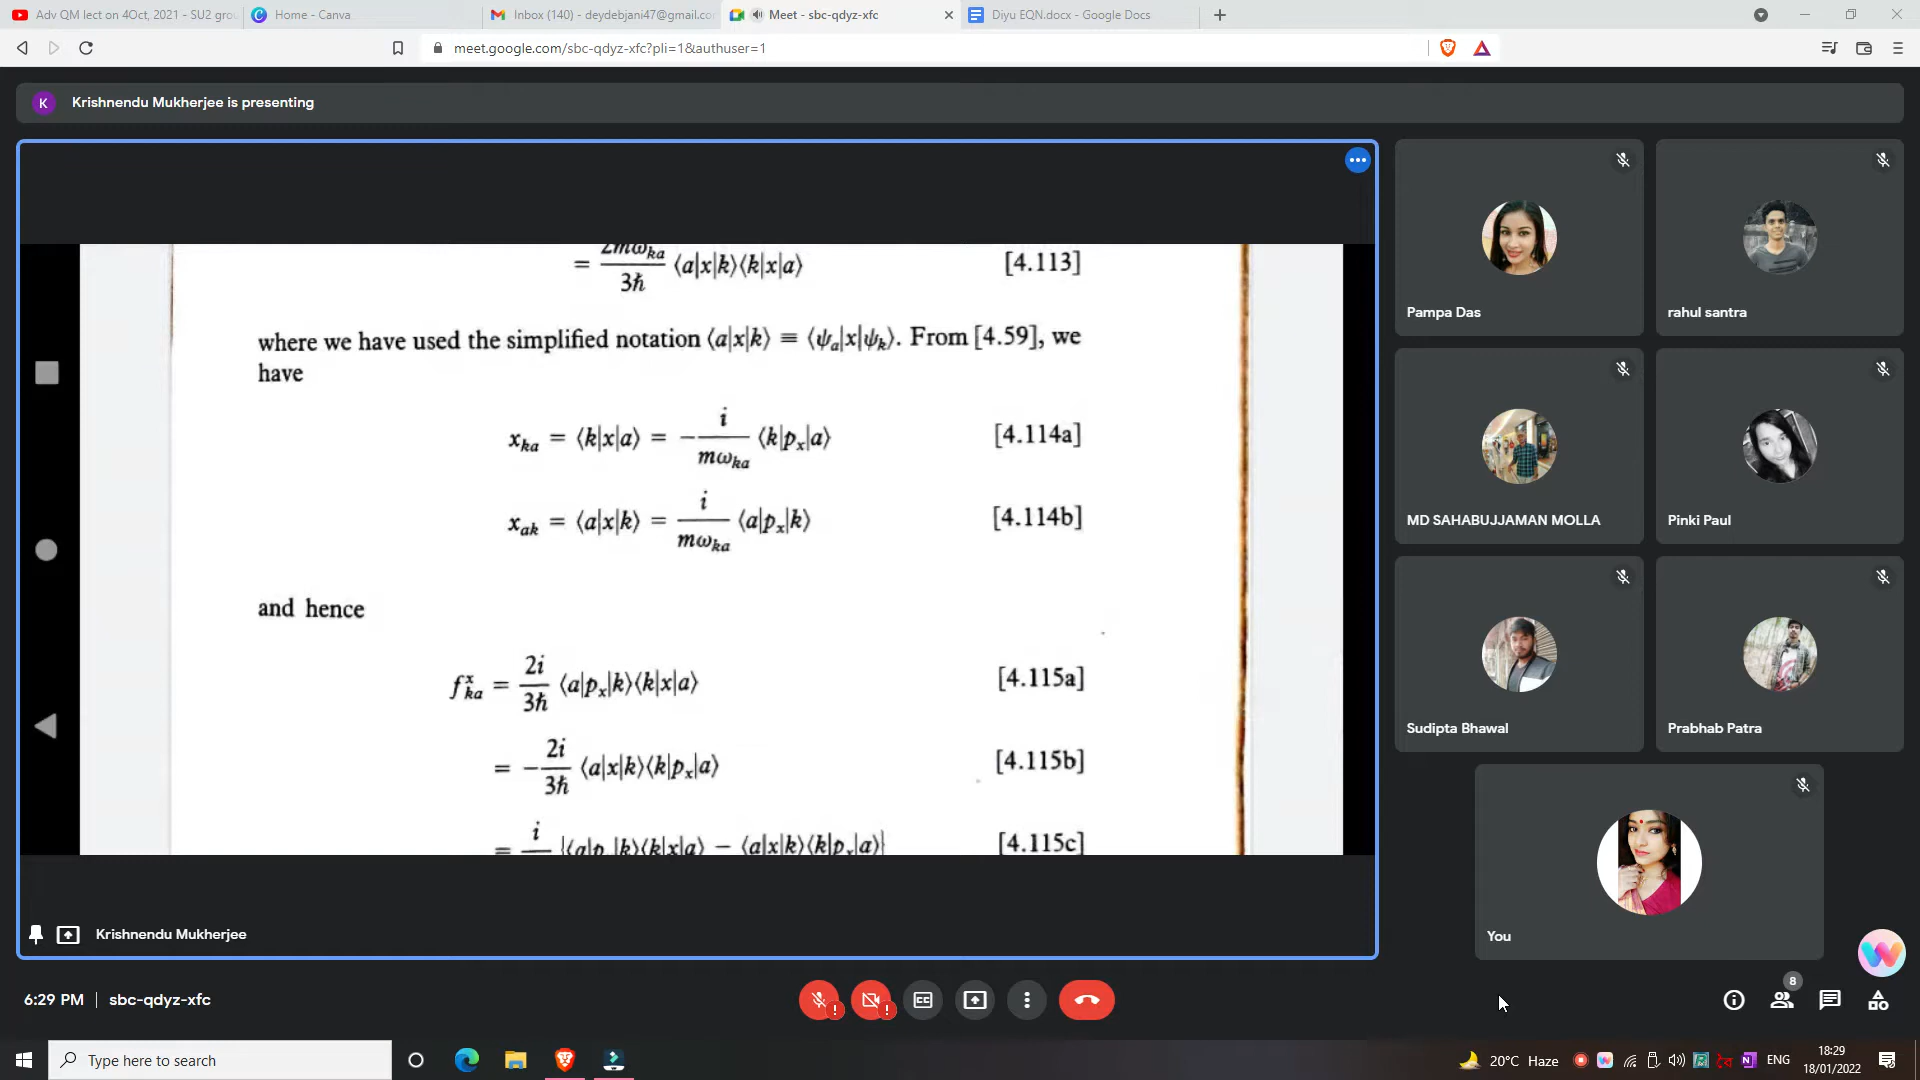 Adv QM lect on 4Oct, 2021 - SU2 grou
Home - Canva
Inbox (140) - deydebjani47@gmail.co
Meet - sbc-qdyz-xfc
Diyu EQN.docx - Google Docs
meet.google.com/sbc-qdyz-xfc?pli=1&authuser=1
K
Krishnendu Mukherjee is presenting
= 2mω_ka/3ħ ⟨a|x|k⟩⟨k|x|a⟩ [4.113]
where we have used the simplified notation ⟨a|x|k⟩ ≡ ⟨ψ_a|x|ψ_k⟩. From [4.59], we
have
x_ka = ⟨k|x|a⟩ = − i/mω_ka ⟨k|p_x|a⟩ [4.114a]
x_ak = ⟨a|x|k⟩ = i/mω_ka ⟨a|p_x|k⟩ [4.114b]
and hence
f^x_ka = 2i/3ħ ⟨a|p_x|k⟩⟨k|x|a⟩ [4.115a]
= − 2i/3ħ ⟨a|x|k⟩⟨k|p_x|a⟩ [4.115b]
= i {⟨a|p_x|k⟩⟨k|x|a⟩ − ⟨a|x|k⟩⟨k|p_x|a⟩} [4.115c]
Krishnendu Mukherjee
Pampa Das
rahul santra
MD SAHABUJJAMAN MOLLA
Pinki Paul
Sudipta Bhawal
Prabhab Patra
You
6:29 PM | sbc-qdyz-xfc
CC
8
Type here to search
20°C Haze
ENG
18:29
18/01/2022